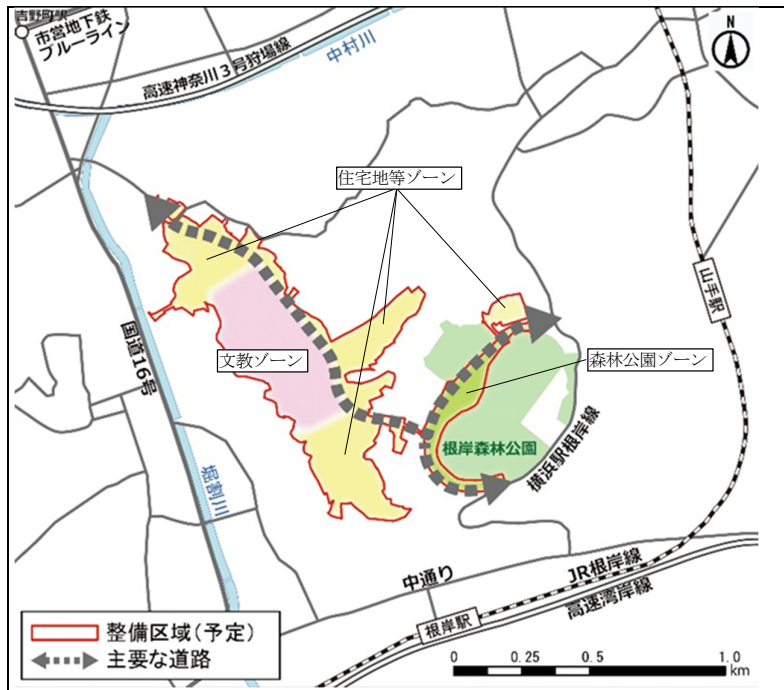 吉野町駅
市営地下鉄
ブルーライン
高速神奈川3号狩場線
中村川
N
住宅地等ゾーン
山手駅
国道16号
文教ゾーン
森林公園ゾーン
根岸森林公園
横浜駅根岸線
堀割川
中通り
JR根岸線
高速湾岸線
根岸駅
整備区域(予定)
主要な道路
0 0.25 0.5 1.0
km